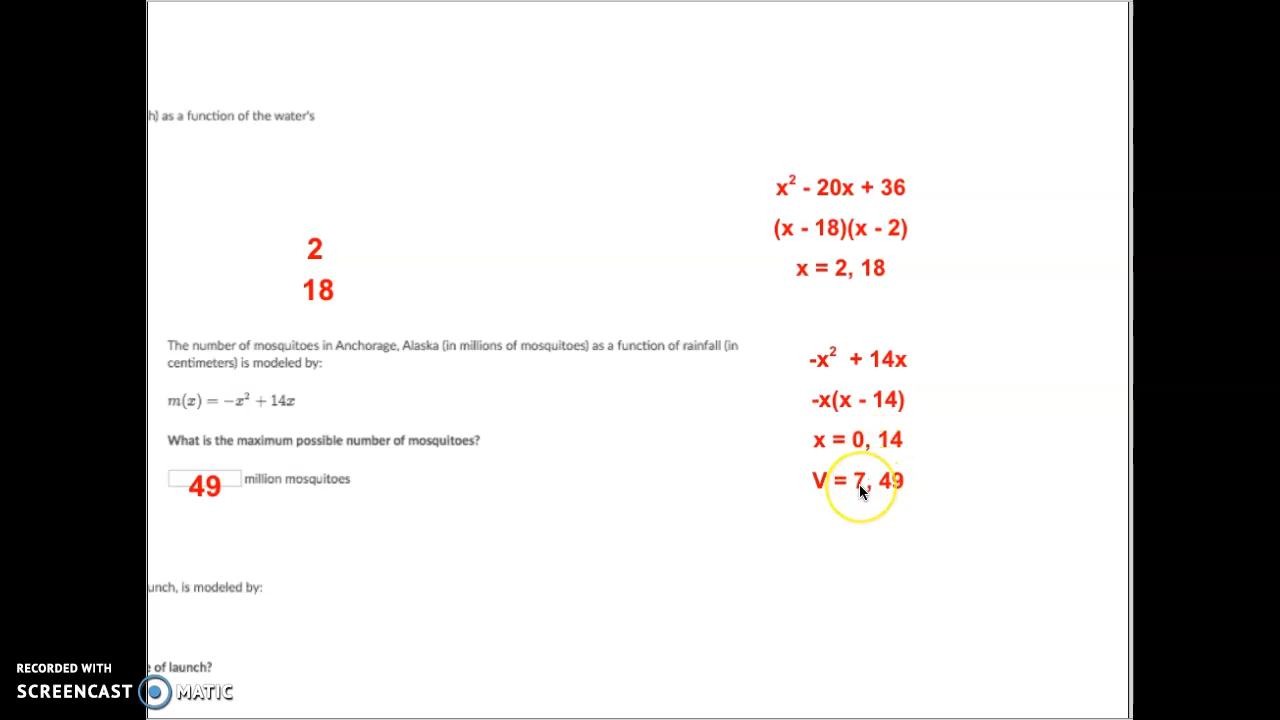 h) as a function of the water's
x² - 20x + 36
(x - 18)(x - 2)
x = 2, 18
2
18
The number of mosquitoes in Anchorage, Alaska (in millions of mosquitoes) as a function of rainfall (in
centimeters) is modeled by:
m(x) = −x² + 14x
What is the maximum possible number of mosquitoes?
49 million mosquitoes
-x² + 14x
-x(x - 14)
x = 0, 14
V = 7, 49
unch, is modeled by:
e of launch?
RECORDED WITH
SCREENCAST MATIC